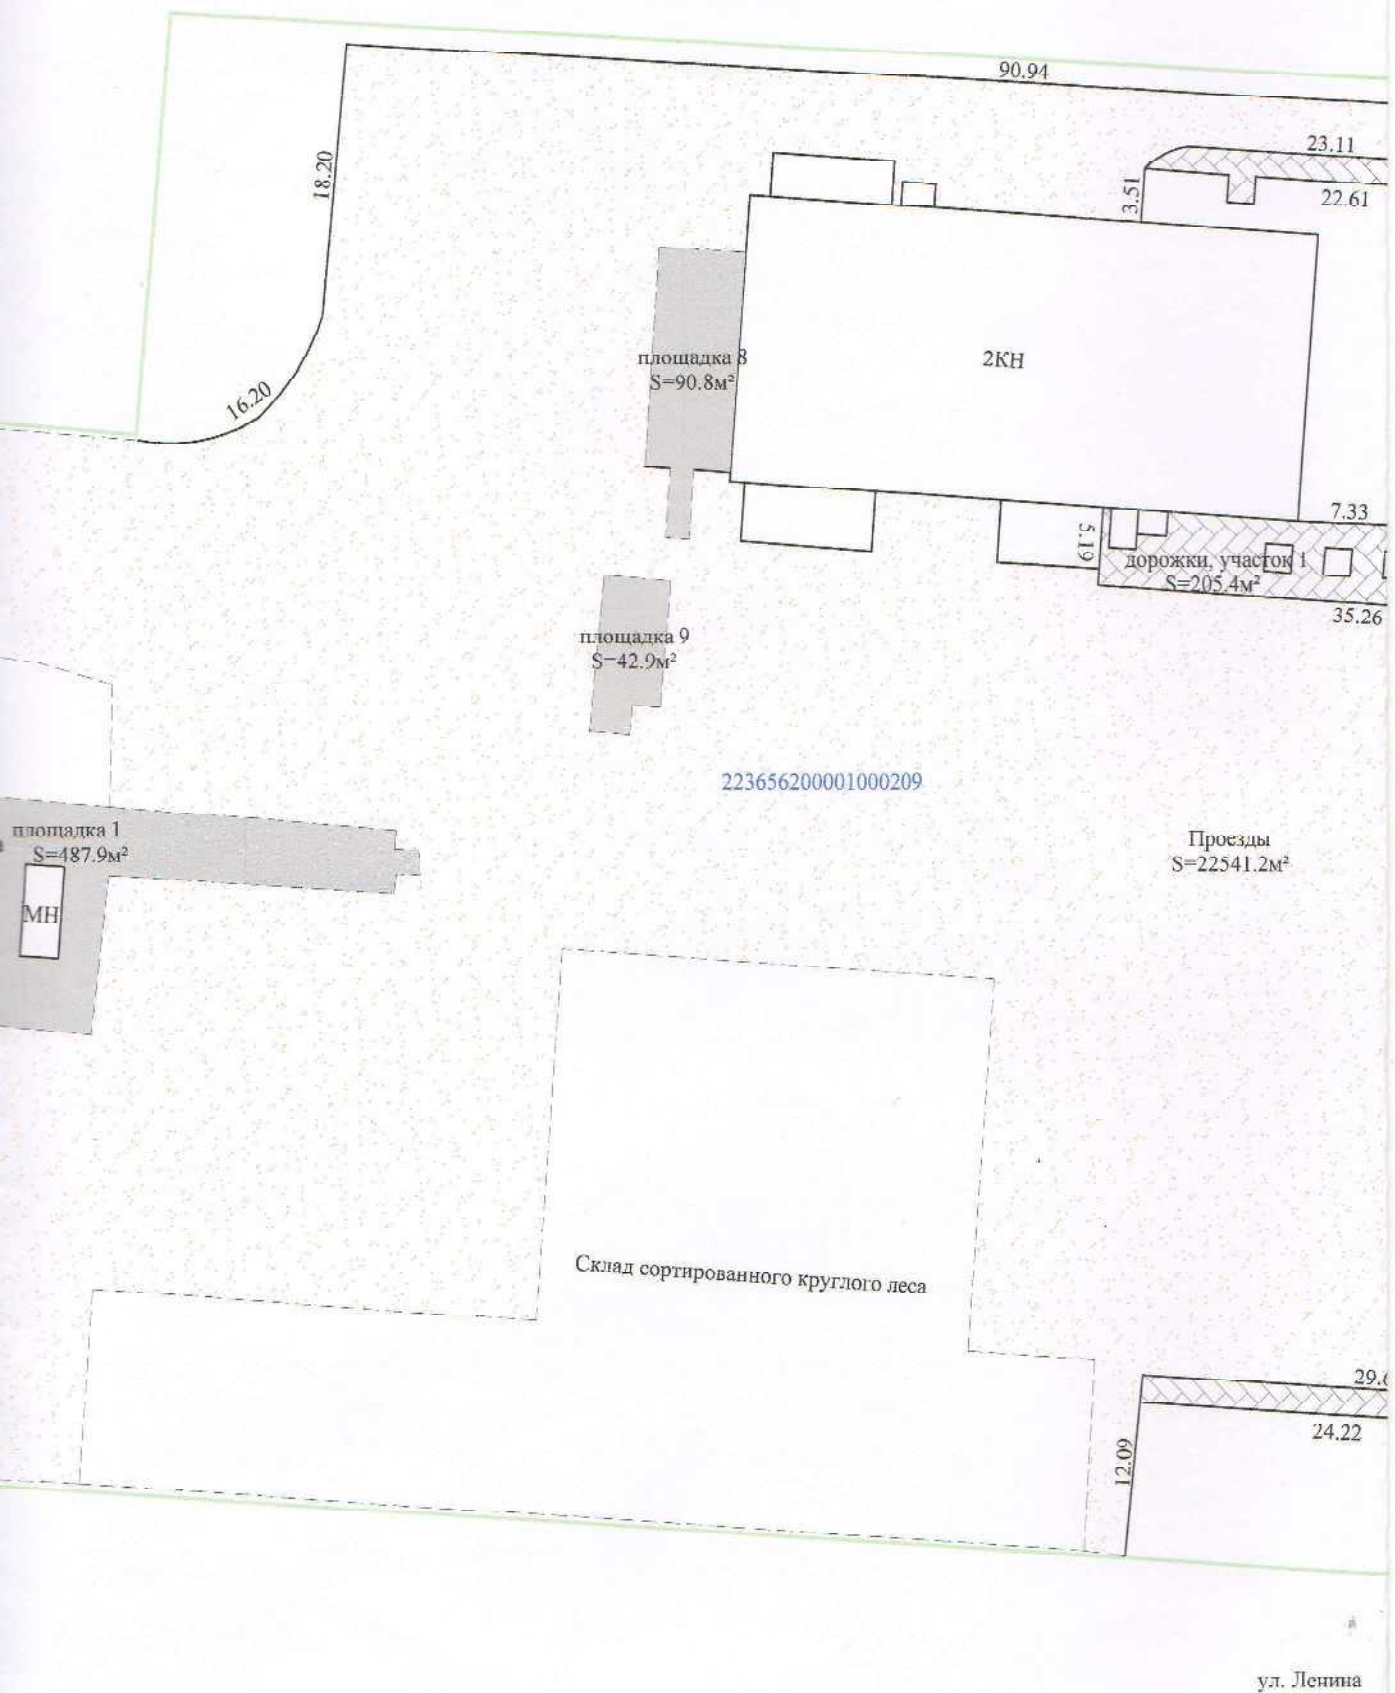 90.94
23.11
18.20
3.51
22.61
площадка 8
S=90.8м²
2КН
16.20
7.33
5.19
дорожки, участок 1
S=205.4м²
35.26
площадка 9
S=42.9м²
223656200001000209
площадка 1
S=487.9м²
Проезды
S=22541.2м²
МН
Склад сортированного круглого леса
24.22
12.09
ул. Ленина